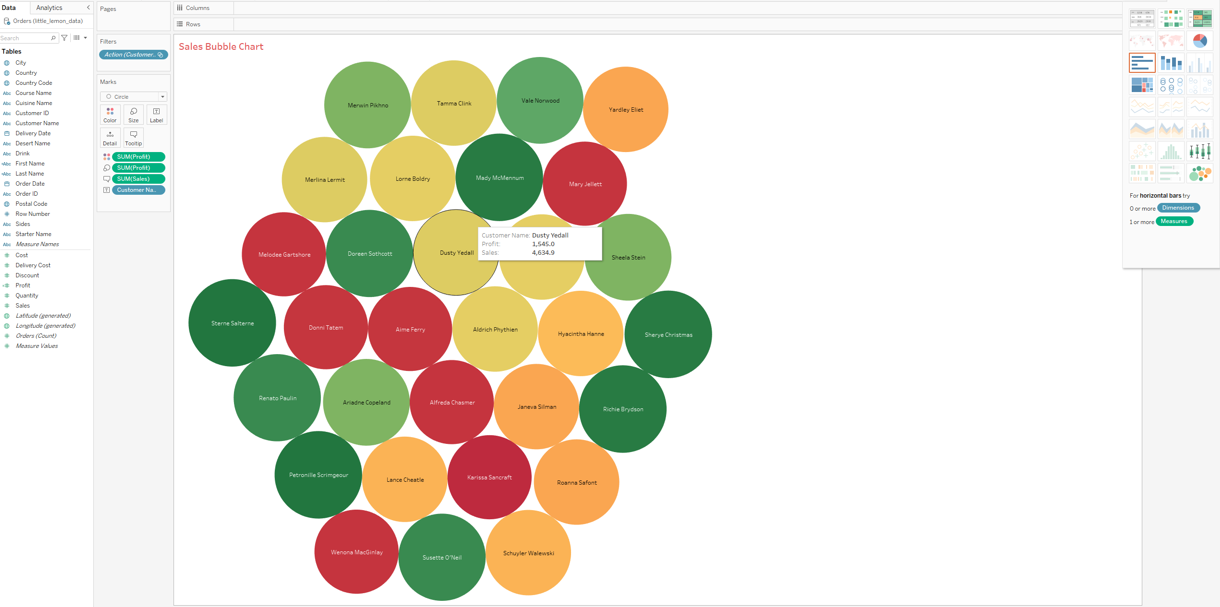 Data
Analytics
Orders (little_lemon_data)
Search
Tables
City
Country
Country Code
Course Name
Cuisine Name
Customer ID
Customer Name
Delivery Date
Desert Name
Drink
First Name
Last Name
Order Date
Order ID
Postal Code
Row Number
Sides
Starter Name
Measure Names
Cost
Delivery Cost
Discount
Profit
Quantity
Sales
Latitude (generated)
Longitude (generated)
Orders (Count)
Measure Values
Pages
Filters
Action (Customer..
Marks
Circle
Color
Size
Label
Detail
Tooltip
SUM(Profit)
SUM(Profit)
SUM(Sales)
Customer Na..
Columns
Rows
Sales Bubble Chart
Merwin Pikhno
Tamma Clink
Vale Norwood
Yardley Eliet
Merlina Lermit
Lorne Boldry
Mady McMennum
Mary Jellett
Melodee Gartshore
Doreen Sothcott
Dusty Yedall
Customer Name: Dusty Yedall
Profit: 1,545.0
Sales: 4,634.9
Sheela Stein
Sterne Salterne
Donni Tatem
Aime Ferry
Aldrich Phythien
Hyacintha Hanne
Sherye Christmas
Renato Paulin
Ariadne Copeland
Alfreda Chasmer
Janeva Silman
Richie Brydson
Petronilla Scrimgeour
Lance Cheatle
Karissa Sancraft
Roanna Safont
Wenona MacGinlay
Susette O'Neil
Schuyler Walewski
For horizontal bars try
0 or more Dimensions
1 or more Measures